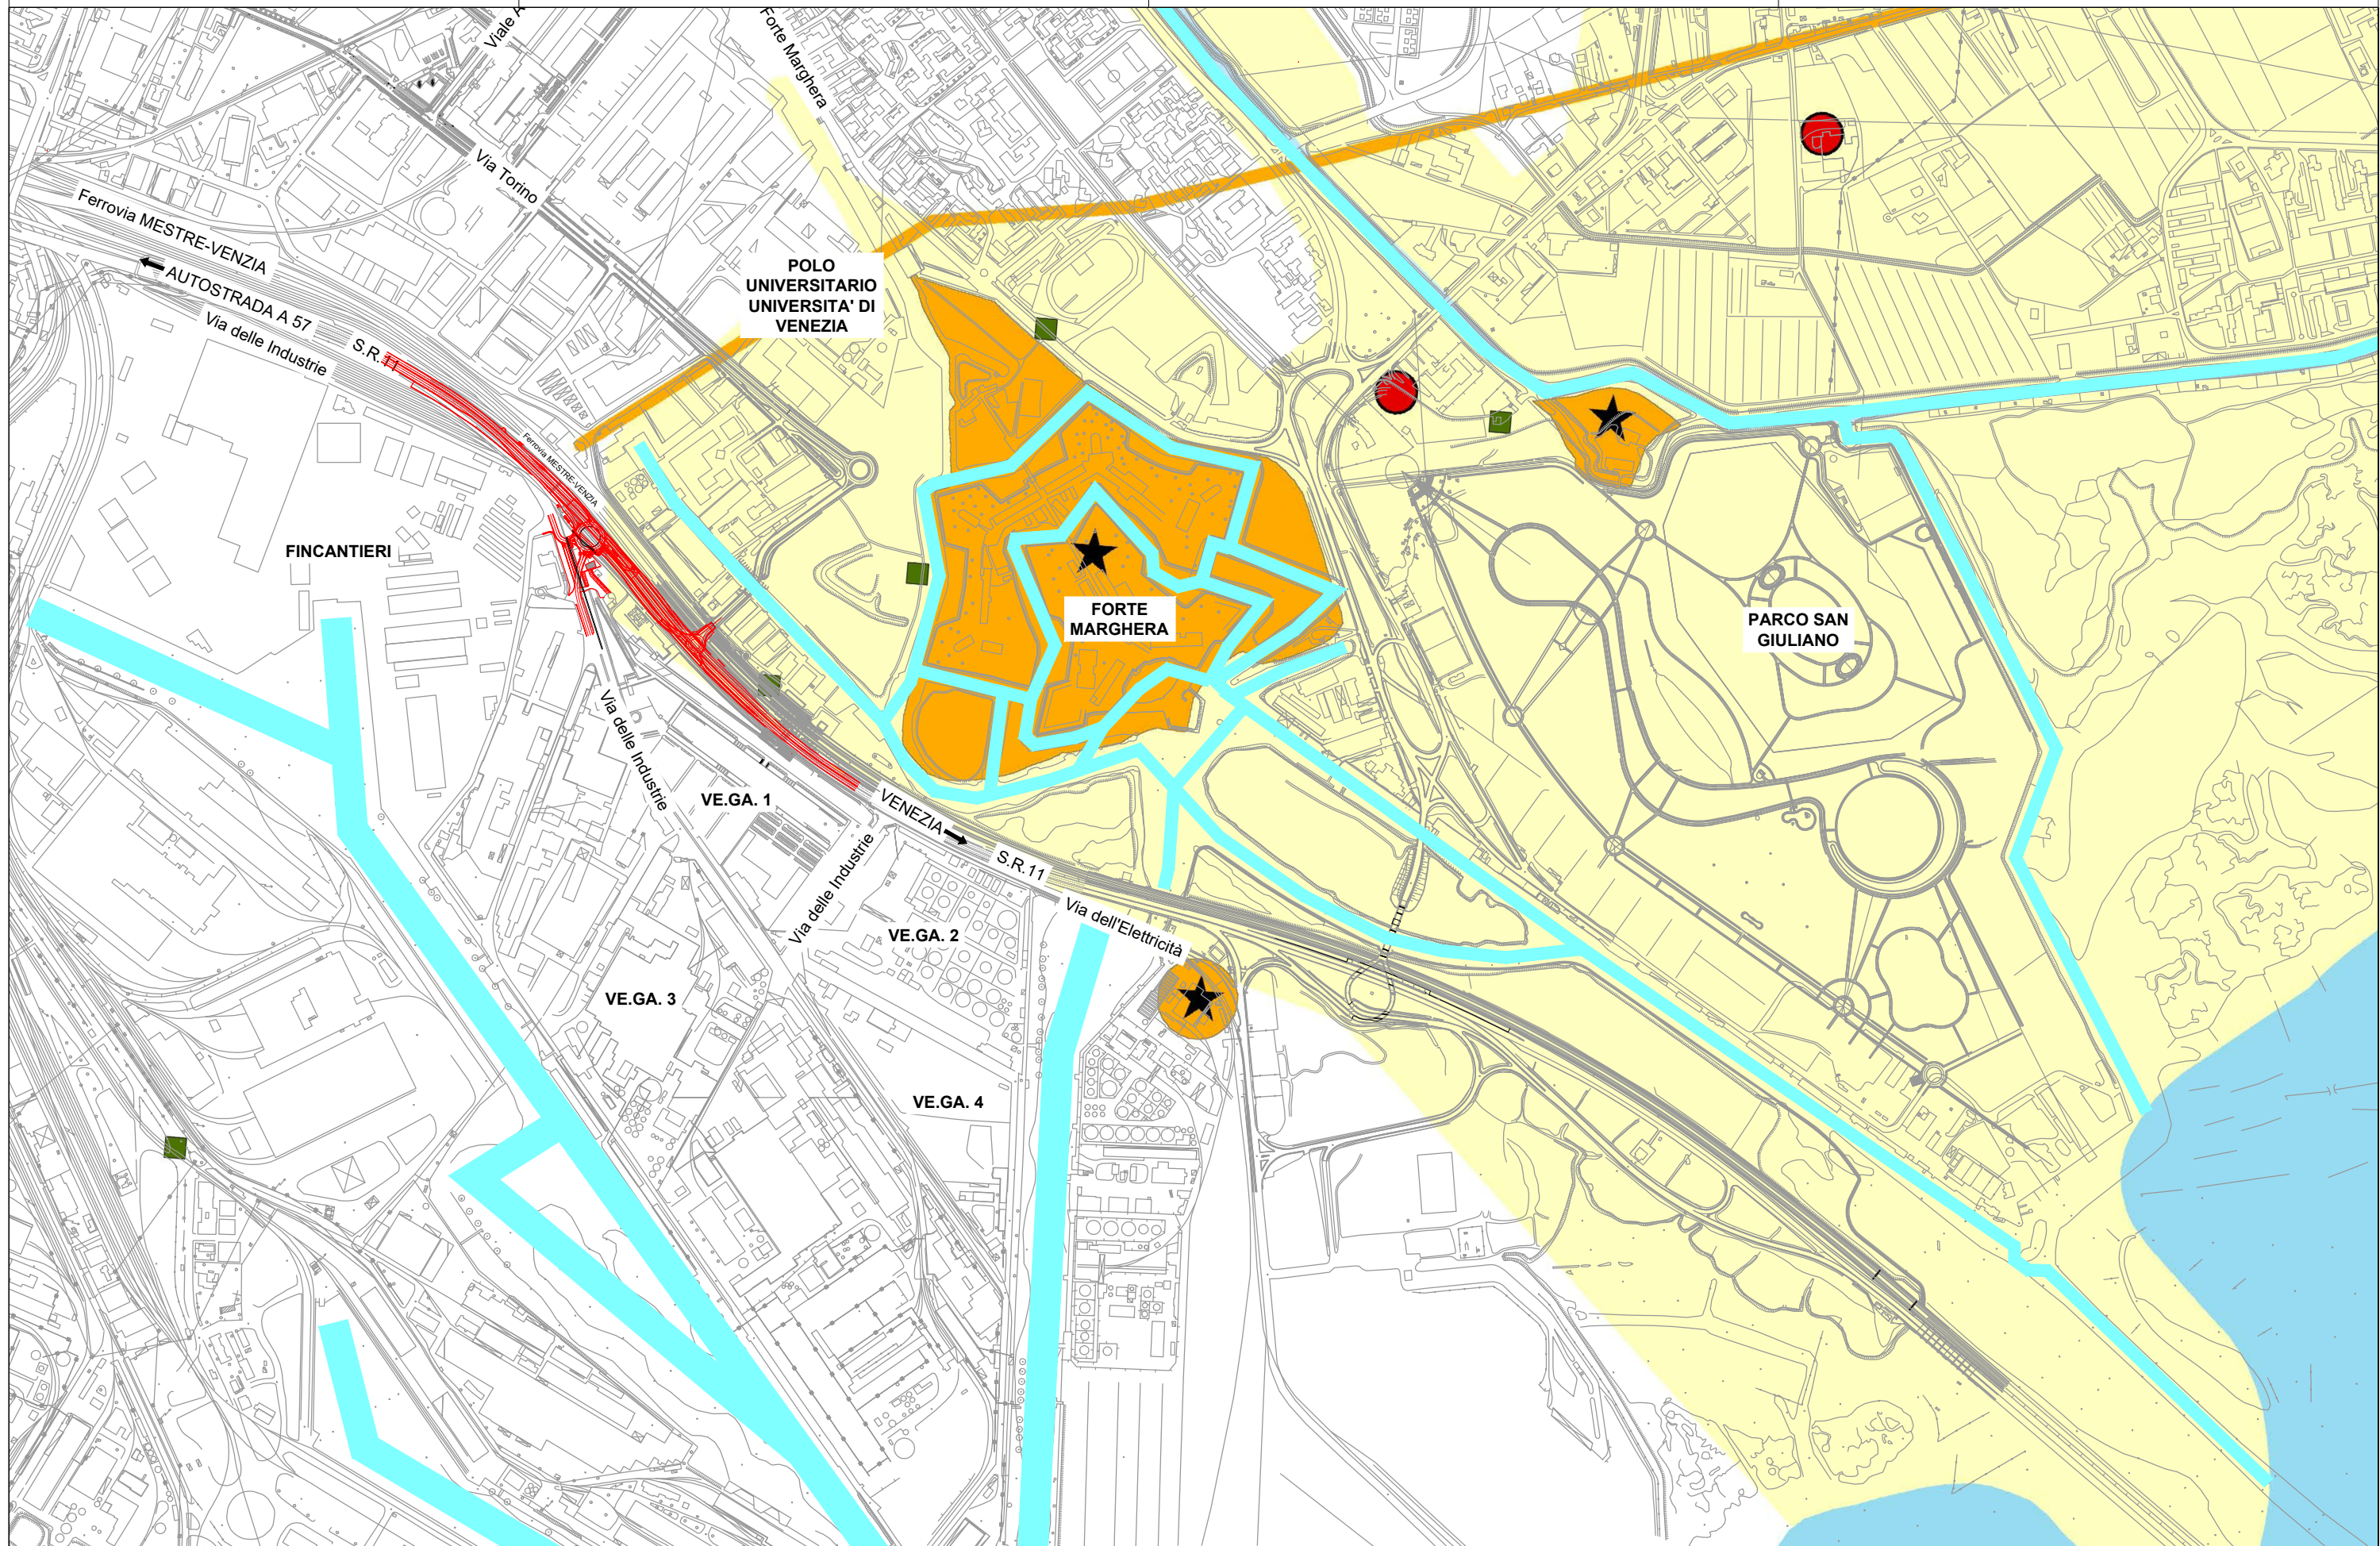 Viale A
Forte Marghera
Via Torino
Ferrovia MESTRE-VENZIA
AUTOSTRADA A 57
Via delle Industrie
S.R.11
POLO
UNIVERSITARIO
UNIVERSITA' DI
VENEZIA
Ferrovia MESTRE-VENZIA
FINCANTIERI
FORTE
MARGHERA
PARCO SAN
GIULIANO
Via delle Industrie
VE.GA. 1
VENEZIA
S.R.11
Via delle Industrie
VE.GA. 2
Via dell'Elettricità
VE.GA. 3
VE.GA. 4